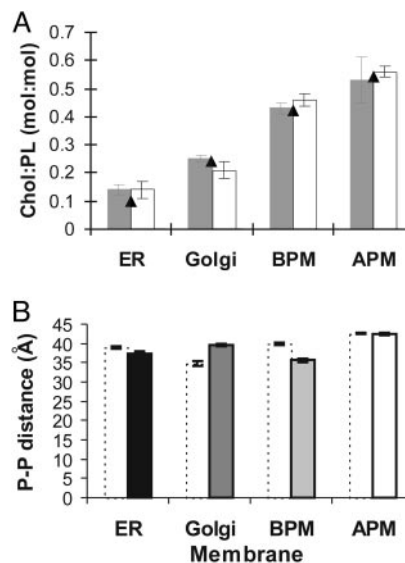 A
Chol:PL (mol:mol)
0.7
0.6
0.5
0.4
0.3
0.2
0.1
0
ER Golgi BPM APM
B
P-P distance (Å)
45
40
35
30
25
20
15
10
5
0
ER Golgi BPM APM
Membrane